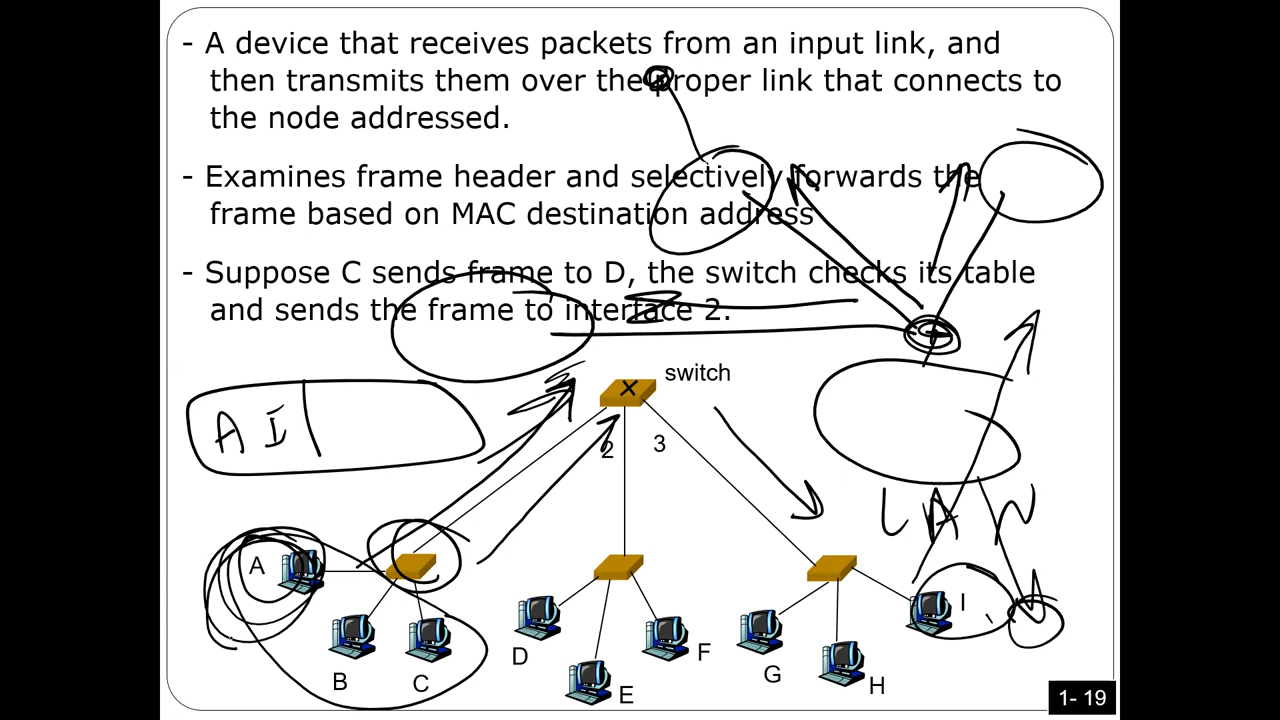 - A device that receives packets from an input link, and
then transmits them over the proper link that connects to
the node addressed.
- Examines frame header and selectively forwards the
frame based on MAC destination address
- Suppose C sends frame to D, the switch checks its table
and sends the frame to interface 2.
switch
A I
2
3
LAN
A
I
D
F
B
C
E
G
H
1- 19